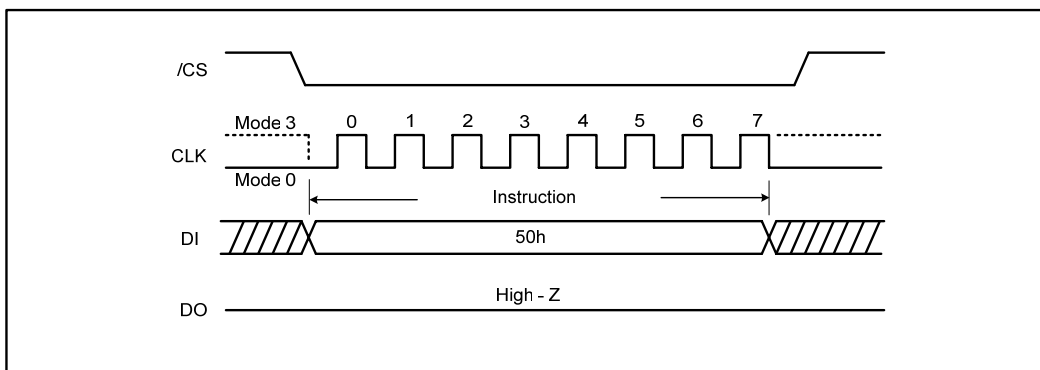 /CS
Mode 3
0 1 2 3 4 5 6 7
CLK
Mode 0
Instruction
DI
50h
High - Z
DO